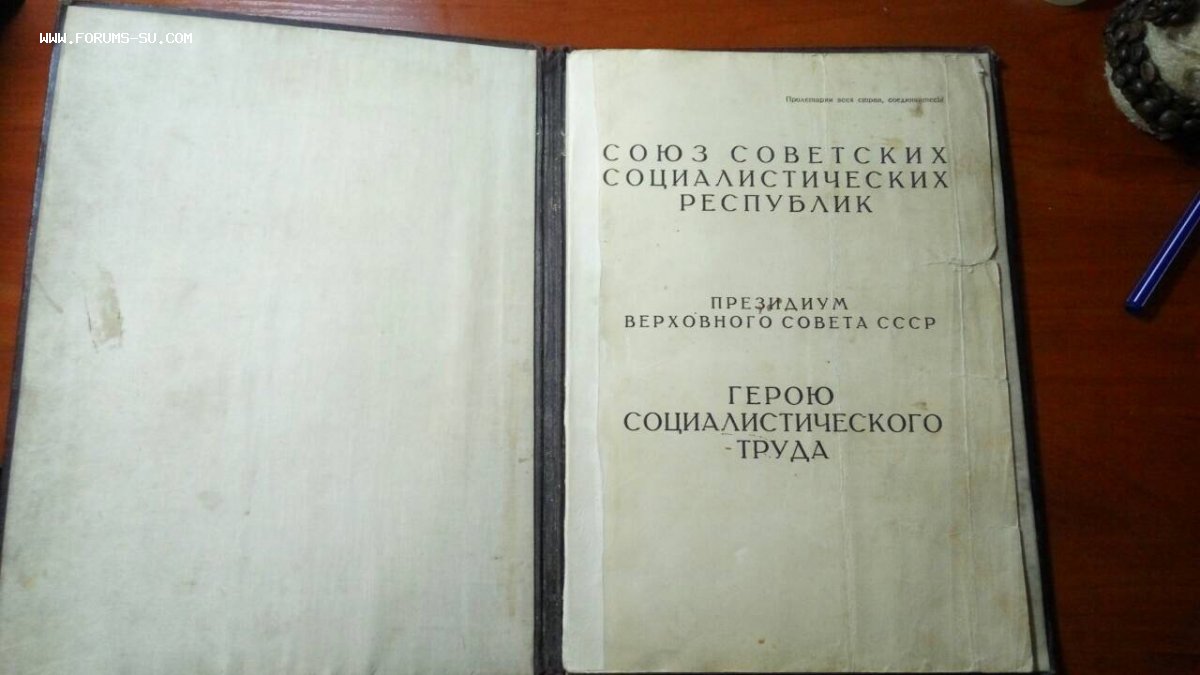 WWW.FORUMS-SU.COM
Пролетарии всех стран, соединяйтесь!
СОЮЗ СОВЕТСКИХ
СОЦИАЛИСТИЧЕСКИХ
РЕСПУБЛИК
ПРЕЗИДИУМ
ВЕРХОВНОГО СОВЕТА СССР
ГЕРОЮ
СОЦИАЛИСТИЧЕСКОГО
ТРУДА